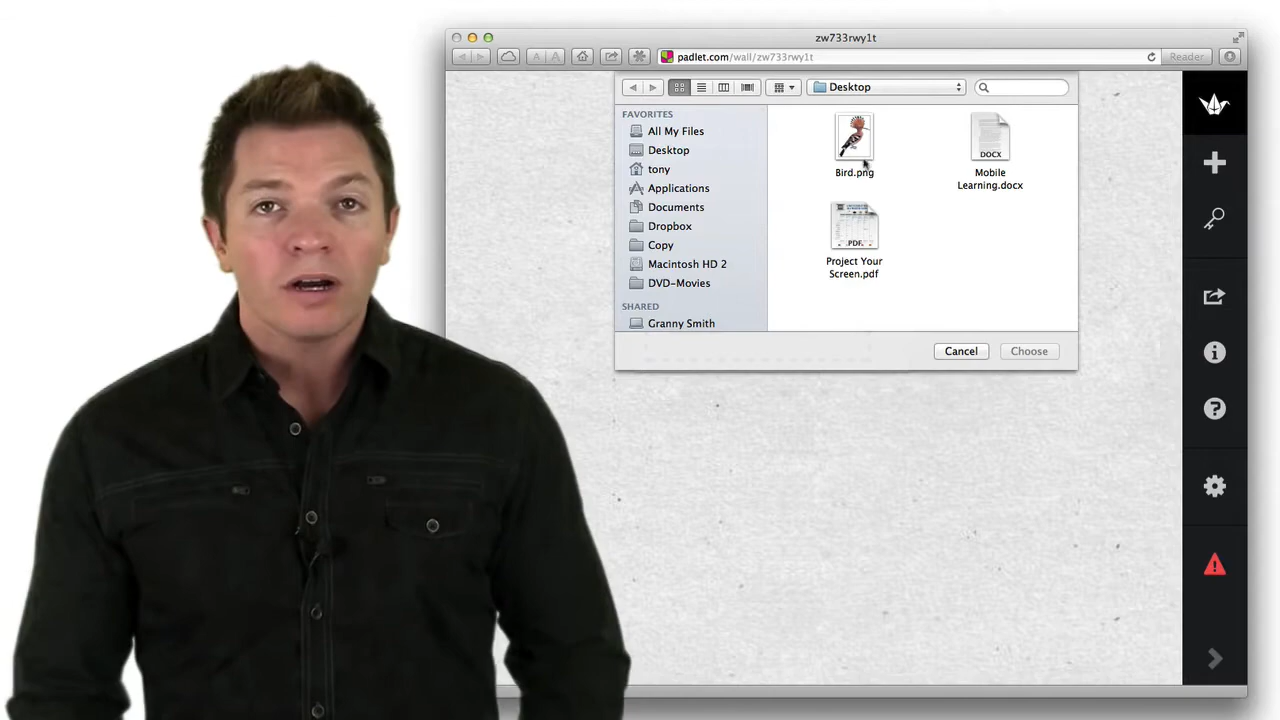 zw733rwy1t
A A
padlet.com/wall/zw733rwy1t
Reader
Desktop
FAVORITES
All My Files
Desktop
tony
Applications
Documents
Dropbox
Copy
Macintosh HD 2
DVD-Movies
SHARED
Granny Smith
Bird.png
DOCX
Mobile
Learning.docx
PDF
Project Your
Screen.pdf
Cancel
Choose